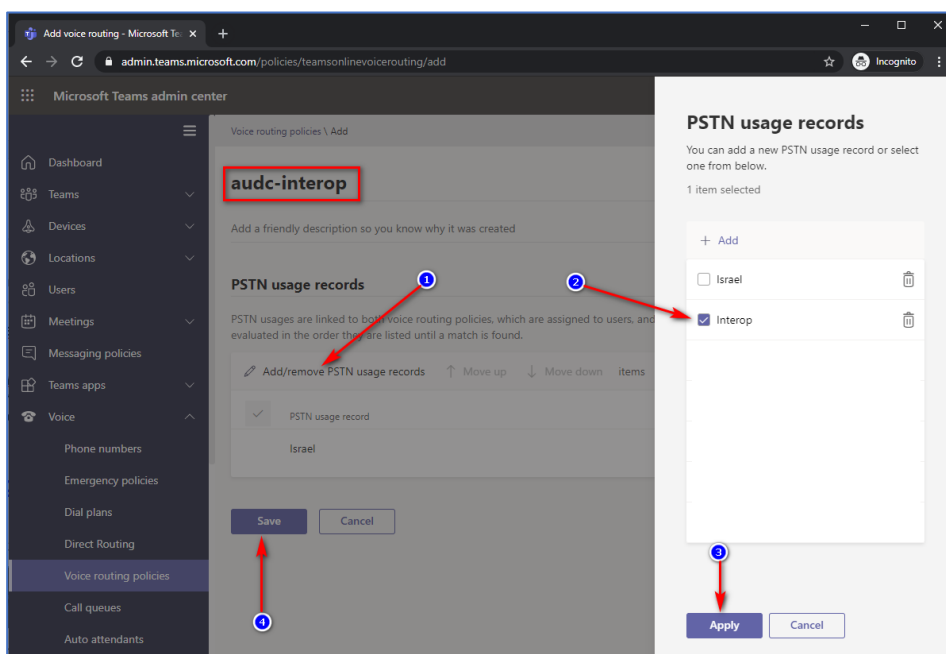 Add voice routing - Microsoft Te
admin.teams.microsoft.com/policies/teamsonlinevoicerouting/add
Incognito
Microsoft Teams admin center
Dashboard
Teams
Devices
Locations
Users
Meetings
Messaging policies
Teams apps
Voice
Phone numbers
Emergency policies
Dial plans
Direct Routing
Voice routing policies
Call queues
Auto attendants
Voice routing policies \ Add
audc-interop
Add a friendly description so you know why it was created
PSTN usage records
1
PSTN usages are linked to both voice routing policies, which are assigned to users, and
evaluated in the order they are listed until a match is found.
Add/remove PSTN usage records Move up Move down items
PSTN usage record
Israel
Save Cancel
4
PSTN usage records
You can add a new PSTN usage record or select
one from below.
1 item selected
+ Add
Israel
2
Interop
3
Apply Cancel